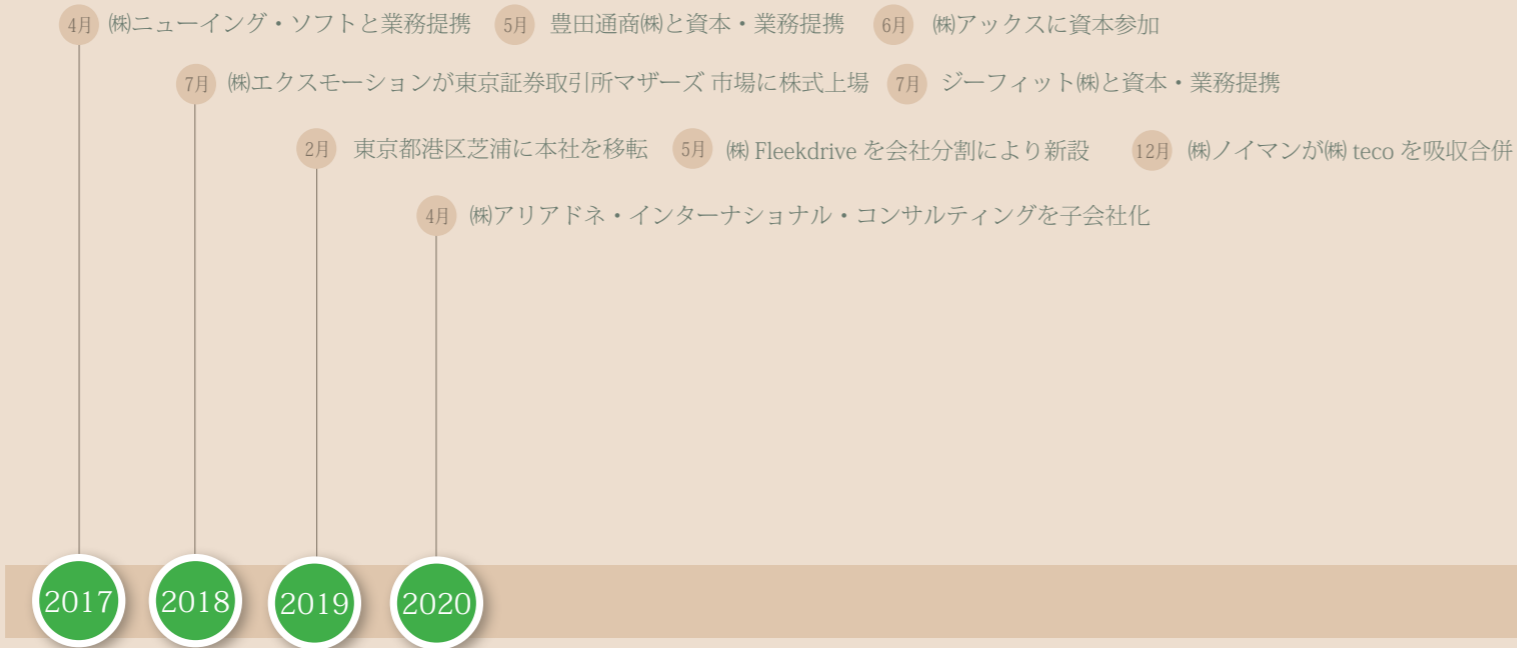 4月 ㈱ニューイング・ソフトと業務提携 5月 豊田通商㈱と資本・業務提携 6月 ㈱アックスに資本参加
7月 ㈱エクスモーションが東京証券取引所マザーズ 市場に株式上場 7月 ジーフィット㈱と資本・業務提携
2月 東京都港区芝浦に本社を移転 5月 ㈱ Fleekdrive を会社分割により新設 12月 ㈱ノイマンが㈱ teco を吸収合併
4月 ㈱アリアドネ・インターナショナル・コンサルティングを子会社化
2017 2018 2019 2020